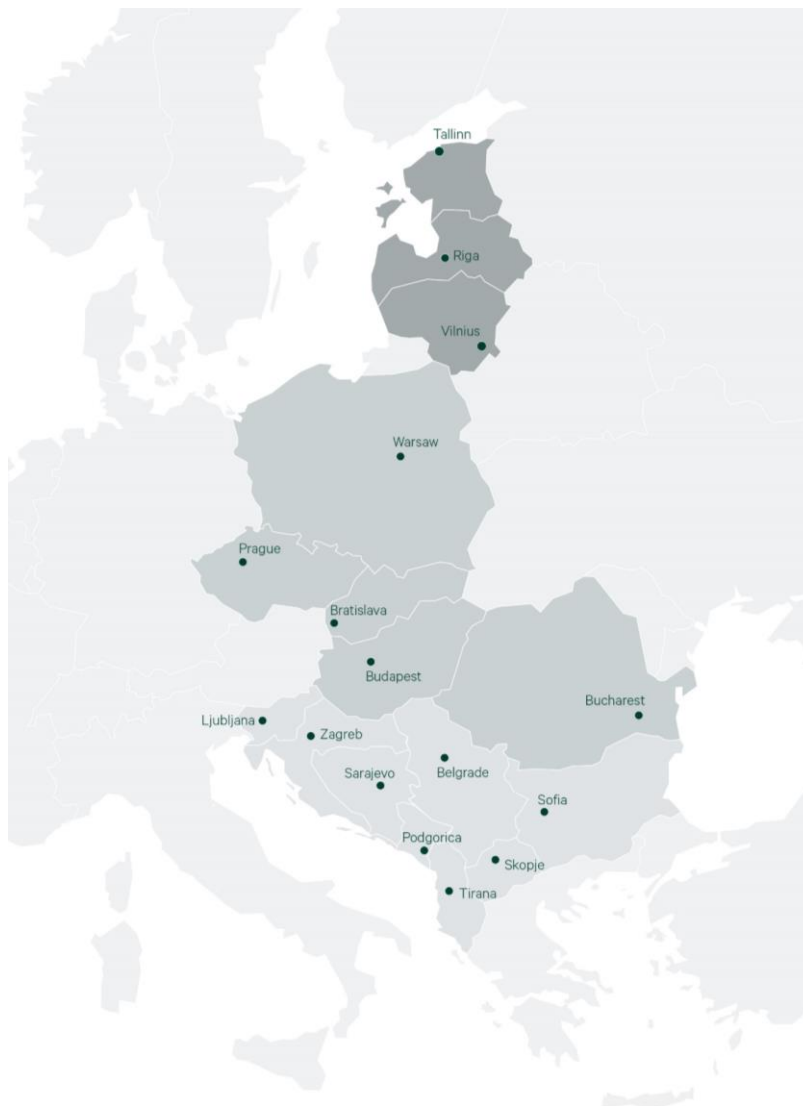 Tallinn
Riga
Vilnius
Warsaw
Prague
Bratislava
Budapest
Bucharest
Ljubljana
Zagreb
Sarajevo
Belgrade
Sofia
Podgorica
Skopje
Tirana